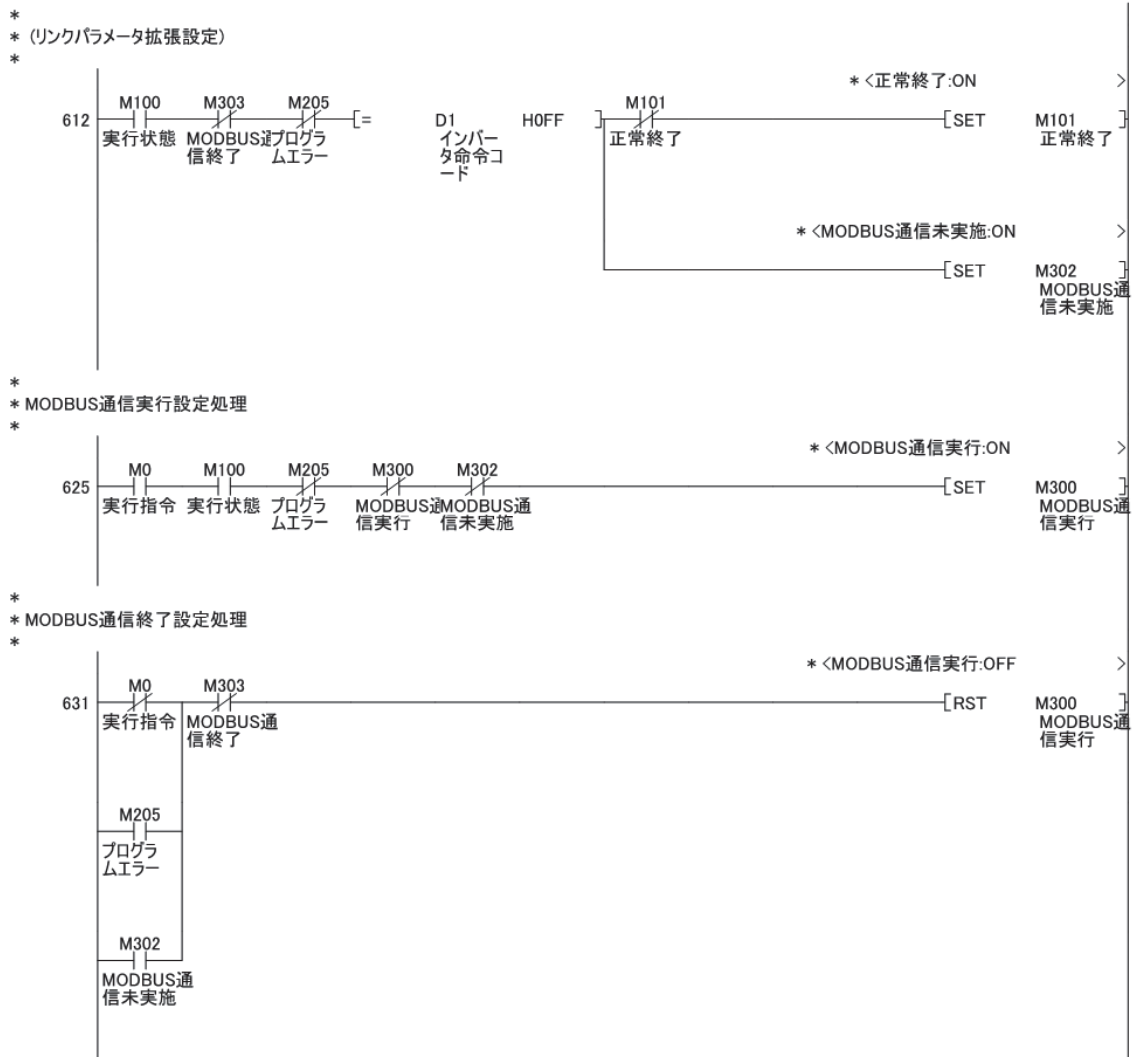 *
* (リンクパラメータ拡張設定)
*
* <正常終了:ON >
M100 M303 M205 M101
612 [= D1 H0FF ] [SET M101 ]
実行状態 MODBUS通信終了 プログラムエラー インバータ命令コード 正常終了 正常終了
* <MODBUS通信未実施:ON >
[SET M302 ]
MODBUS通
信未実施
*
* MODBUS通信実行設定処理
*
* <MODBUS通信実行:ON >
M0 M100 M205 M300 M302
625 [SET M300 ]
実行指令 実行状態 プログラ MODBUS通 MODBUS通 MODBUS通
ムエラー 信実行 信未実施 信実行
*
* MODBUS通信終了設定処理
*
* <MODBUS通信実行:OFF >
M0 M303
631 [RST M300 ]
実行指令 MODBUS通 MODBUS通
信終了 信実行
M205
プログラ
ムエラー
M302
MODBUS通
信未実施